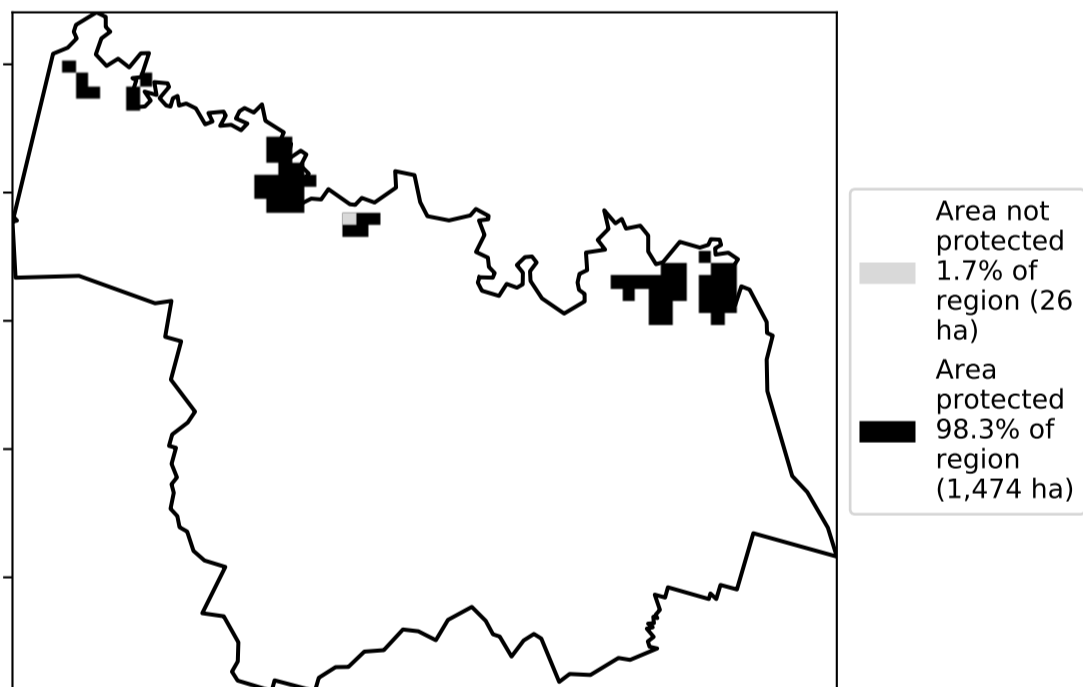 Area not
protected
1.7% of
region (26
ha)
Area
protected
98.3% of
region
(1,474 ha)